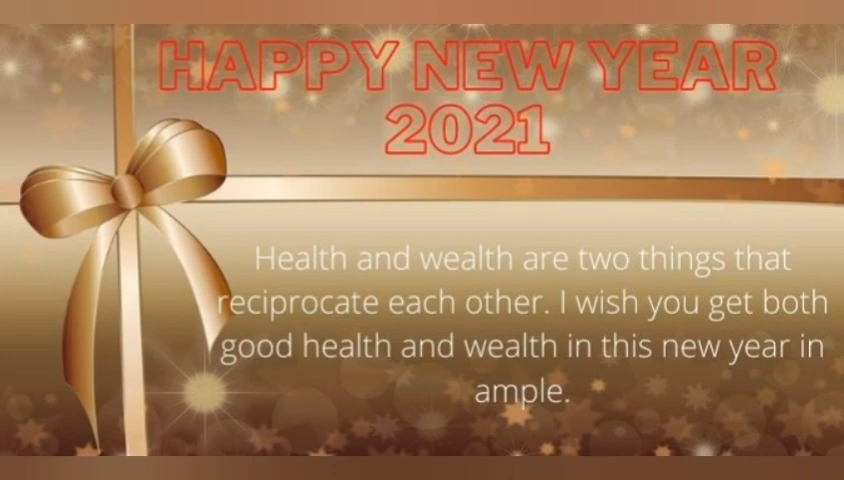 HAPPY NEW YEAR
2021
Health and wealth are two things that
reciprocate each other. I wish you get both
good health and wealth in this new year in
ample.